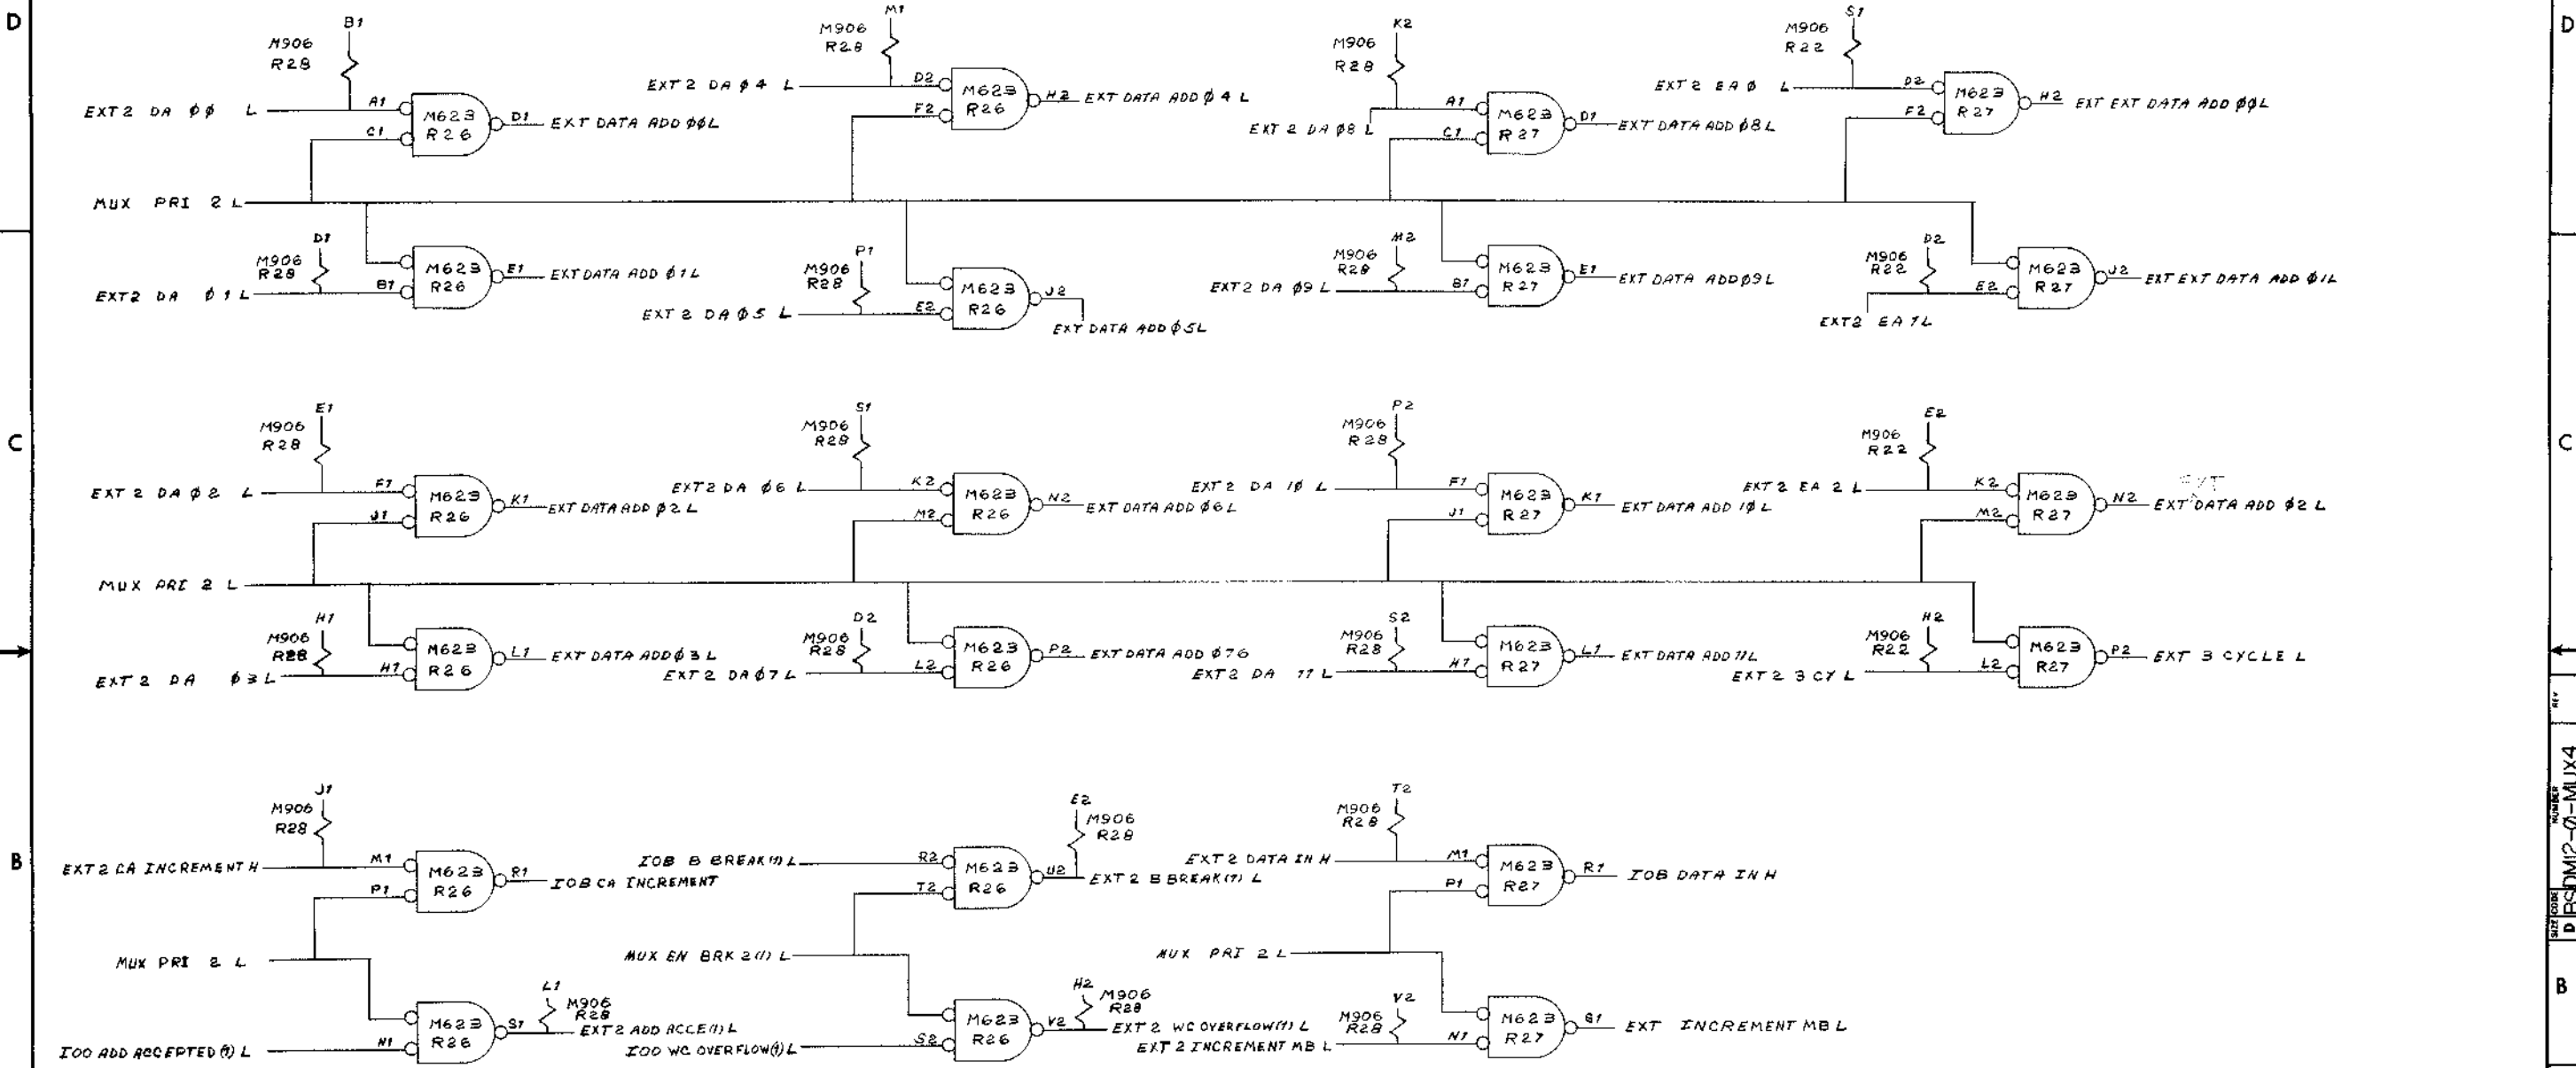 D
B1
M906
R28
EXT 2 DA ØØ L
A1
C1
M623
R26
D1
EXT DATA ADD ØØL
M1
M906
R28
EXT 2 DA Ø4 L
D2
F2
M623
R26
H2
EXT DATA ADD Ø4 L
K2
M906
R28
EXT 2 DA Ø8 L
A1
C1
M623
R27
D1
EXT DATA ADD Ø8 L
S1
M906
R22
EXT 2 EA Ø L
D2
F2
M623
R27
H2
EXT EXT DATA ADD ØØL
D
MUX PRI 2 L
D1
M906
R28
EXT2 DA Ø1 L
B1
M623
R26
E1
EXT DATA ADD Ø1 L
P1
M906
R28
EXT 2 DA Ø5 L
E2
M623
R26
J2
EXT DATA ADD Ø5L
M2
M906
R28
EXT2 DA Ø9 L
B1
M623
R27
E1
EXT DATA ADD Ø9 L
D2
M906
R22
EXT2 EA 1 L
E2
M623
R27
J2
EXT EXT DATA ADD Ø1L
C
E1
M906
R28
EXT 2 DA Ø2 L
F1
J1
M623
R26
K1
EXT DATA ADD Ø2 L
S1
M906
R28
EXT2 DA Ø6 L
K2
M2
M623
R26
N2
EXT DATA ADD Ø6 L
P2
M906
R28
EXT 2 DA 1Ø L
F1
J1
M623
R27
K1
EXT DATA ADD 1Ø L
E2
M906
R22
EXT 2 EA 2 L
K2
M2
M623
R27
N2
EXT
EXT DATA ADD Ø2 L
C
MUX PRI 2 L
H1
M906
R28
EXT 2 DA Ø3 L
H1
M623
R26
L1
EXT DATA ADD Ø3 L
D2
M906
R28
EXT 2 DA Ø7 L
L2
M623
R26
P2
EXT DATA ADD Ø76
S2
M906
R28
EXT 2 DA 11 L
H1
M623
R27
L1
EXT DATA ADD 11L
H2
M906
R22
EXT 2 3 CY L
L2
M623
R27
P2
EXT 3 CYCLE L
REV
NUMBER
DM12-Ø-MUX4
SIZE CODE
D BS
B
J1
M906
R28
EXT 2 CA INCREMENT H
M1
P1
M623
R26
R1
IOB CA INCREMENT
IOB B BREAK(1) L
R2
T2
M623
R26
U2
E2
M906
R28
EXT 2 B BREAK(1) L
T2
M906
R28
EXT 2 DATA IN H
M1
P1
M623
R27
R1
IOB DATA IN H
MUX PRI 2 L
MUX EN BRK 2(1) L
MUX PRI 2 L
B
IOO ADD ACCEPTED(1) L
N1
M623
R26
S1
L1
M906
R28
EXT 2 ADD ACCE(1) L
IOO WC OVERFLOW(1) L
S2
M623
R26
V2
H2
M906
R28
EXT 2 WC OVERFLOW(1) L
V2
M906
R28
EXT 2 INCREMENT MB L
N1
M623
R27
S1
EXT INCREMENT MB L